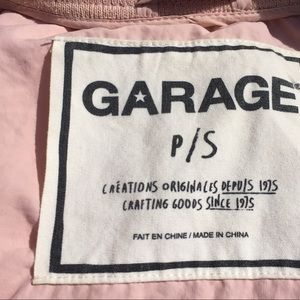 GARAGE
P/S
CRÉATIONS ORIGINALES DEPUIS 1975
CRAFTING GOODS SINCE 1975
FAIT EN CHINE / MADE IN CHINA